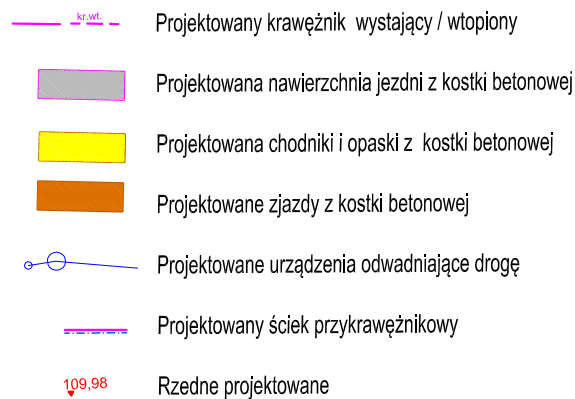 kr.wt.
Projektowany krawężnik wystający / wtopiony
Projektowana nawierzchnia jezdni z kostki betonowej
Projektowana chodniki i opaski z kostki betonowej
Projektowane zjazdy z kostki betonowej
Projektowane urządzenia odwadniające drogę
Projektowany ściek przykrawężnikowy
109,98
Rzedne projektowane